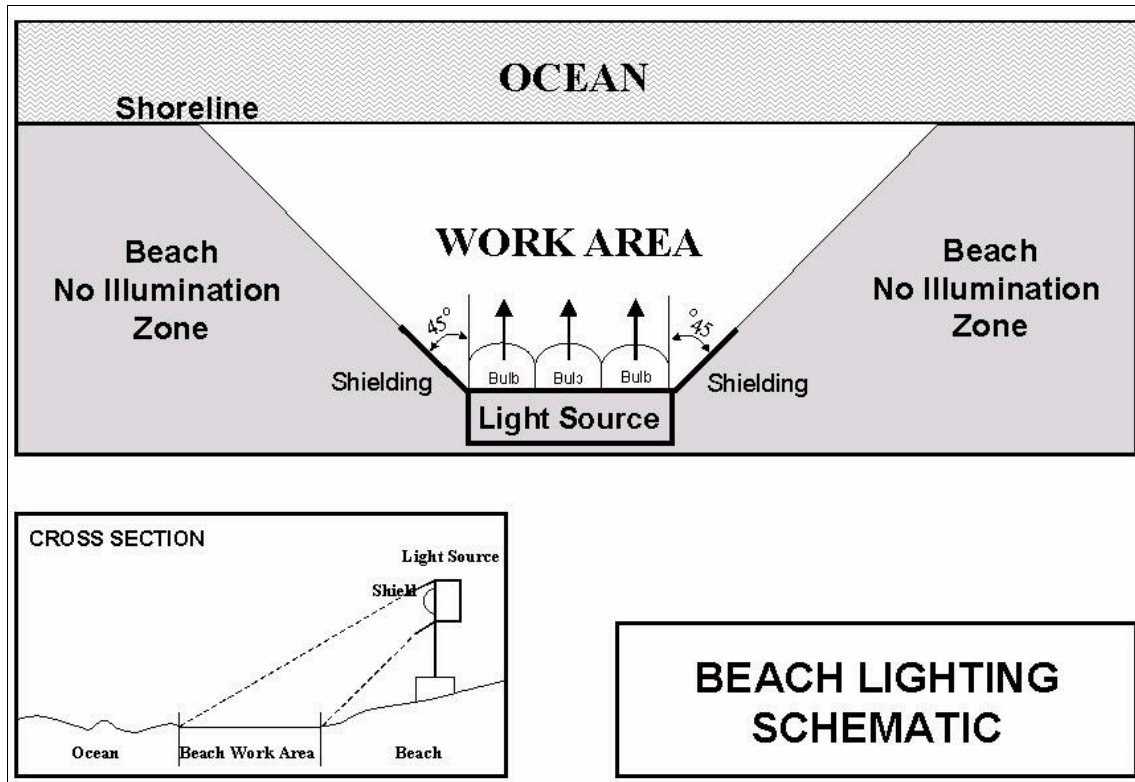 OCEAN
Shoreline
WORK AREA
Beach
No Illumination
Zone
Beach
No Illumination
Zone
45°
°45
Shielding
Bulb
Bulb
Bulb
Shielding
Light Source
CROSS SECTION
Light Source
Shield
Ocean
Beach Work Area
Beach
BEACH LIGHTING
SCHEMATIC